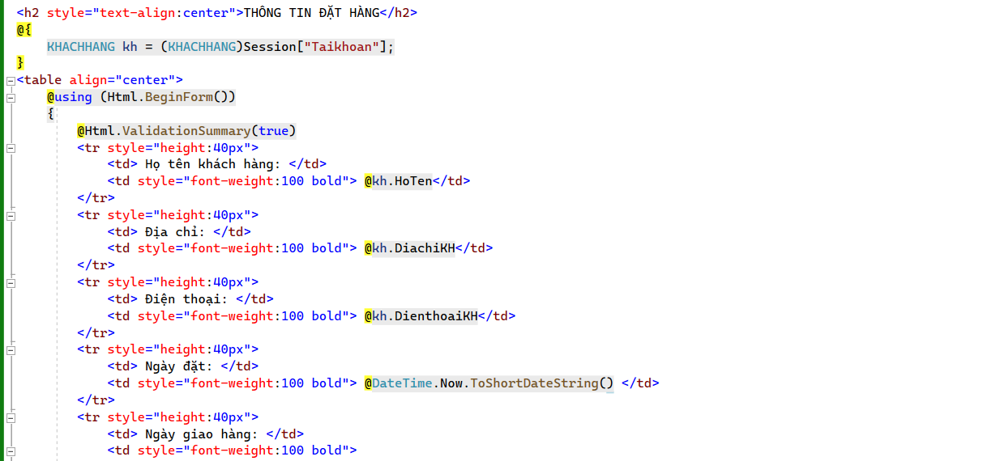 <h2 style="text-align:center">THÔNG TIN ĐẶT HÀNG</h2>
@{
    KHACHHANG kh = (KHACHHANG)Session["Taikhoan"];
}
<table align="center">
    @using (Html.BeginForm())
    {
        @Html.ValidationSummary(true)
        <tr style="height:40px">
            <td> Họ tên khách hàng: </td>
            <td style="font-weight:100 bold"> @kh.HoTen</td>
        </tr>
        <tr style="height:40px">
            <td> Địa chỉ: </td>
            <td style="font-weight:100 bold"> @kh.DiachiKH</td>
        </tr>
        <tr style="height:40px">
            <td> Điện thoại: </td>
            <td style="font-weight:100 bold"> @kh.DienthoaiKH</td>
        </tr>
        <tr style="height:40px">
            <td> Ngày đặt: </td>
            <td style="font-weight:100 bold"> @DateTime.Now.ToShortDateString() </td>
        </tr>
        <tr style="height:40px">
            <td> Ngày giao hàng: </td>
            <td style="font-weight:100 bold">